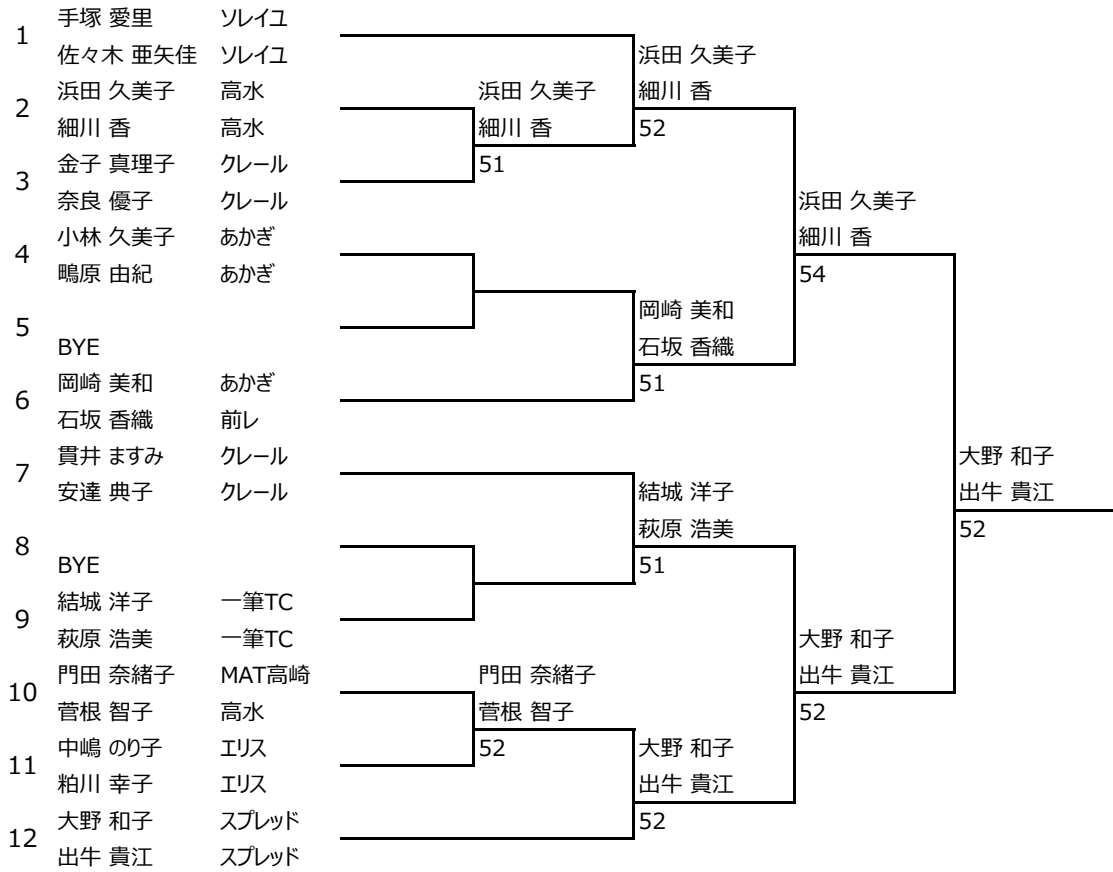 手塚 愛里 ソレイユ
1
佐々木 亜矢佳 ソレイユ 浜田 久美子
浜田 久美子 高水 浜田 久美子 細川 香
2
細川 香 高水 細川 香 52
金子 真理子 クレール 51
3
奈良 優子 クレール 浜田 久美子
小林 久美子 あかぎ 細川 香
4
鴫原 由紀 あかぎ 54
岡崎 美和
5
BYE 石坂 香織
岡崎 美和 あかぎ 51
6
石坂 香織 前レ
貫井 ますみ クレール 大野 和子
7
安達 典子 クレール 結城 洋子 出牛 貴江
萩原 浩美 52
8
BYE 51
結城 洋子 一筆TC
9
萩原 浩美 一筆TC 大野 和子
門田 奈緒子 MAT高崎 門田 奈緒子 出牛 貴江
10
菅根 智子 高水 菅根 智子 52
中嶋 のり子 エリス 52 大野 和子
11
粕川 幸子 エリス 出牛 貴江
大野 和子 スプレッド 52
12
出牛 貴江 スプレッド